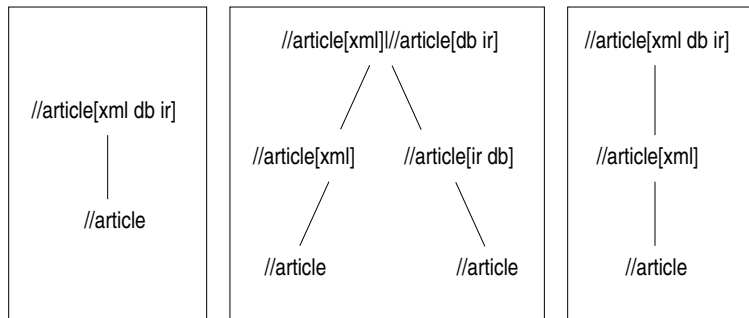 //article[xml db ir]
//article
//article[xml]|//article[db ir]
//article[xml]
//article[ir db]
//article
//article
//article[xml db ir]
//article[xml]
//article